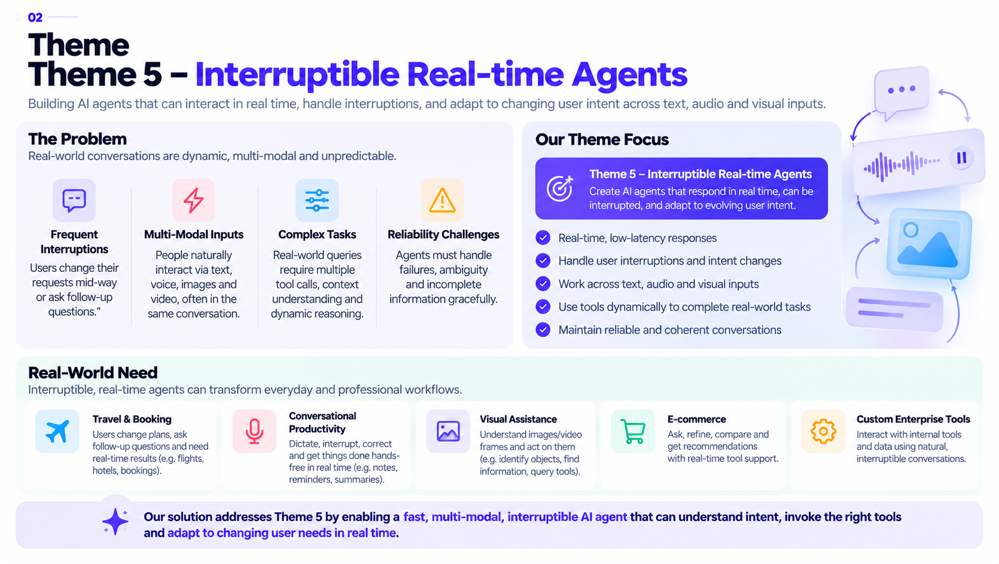 02
Theme
Theme 5 – Interruptible Real-time Agents
Building AI agents that can interact in real time, handle interruptions, and adapt to changing user intent across text, audio and visual inputs.
The Problem
Real-world conversations are dynamic, multi-modal and unpredictable.
Frequent
Interruptions
Users change their
requests mid-way
or ask follow-up
questions."
Multi-Modal Inputs
People naturally
interact via text,
voice, images and
video, often in the
same conversation.
Complex Tasks
Real-world queries
require multiple
tool calls, context
understanding and
dynamic reasoning.
Reliability Challenges
Agents must handle
failures, ambiguity
and incomplete
information gracefully.
Our Theme Focus
Theme 5 – Interruptible Real-time Agents
Create AI agents that respond in real time, can be
interrupted, and adapt to evolving user intent.
Real-time, low-latency responses
Handle user interruptions and intent changes
Work across text, audio and visual inputs
Use tools dynamically to complete real-world tasks
Maintain reliable and coherent conversations
Real-World Need
Interruptible, real-time agents can transform everyday and professional workflows.
Travel & Booking
Users change plans, ask
follow-up questions and need
real-time results (e.g. flights,
hotels, bookings).
Conversational
Productivity
Dictate, interrupt, correct
and get things done hands-
free in real time (e.g. notes,
reminders, summaries).
Visual Assistance
Understand images/video
frames and act on them
(e.g. identify objects, find
information, query tools).
E-commerce
Ask, refine, compare and
get recommendations
with real-time tool support.
Custom Enterprise Tools
Interact with internal tools
and data using natural,
interruptible conversations.
Our solution addresses Theme 5 by enabling a fast, multi-modal, interruptible AI agent that can understand intent, invoke the right tools
and adapt to changing user needs in real time.